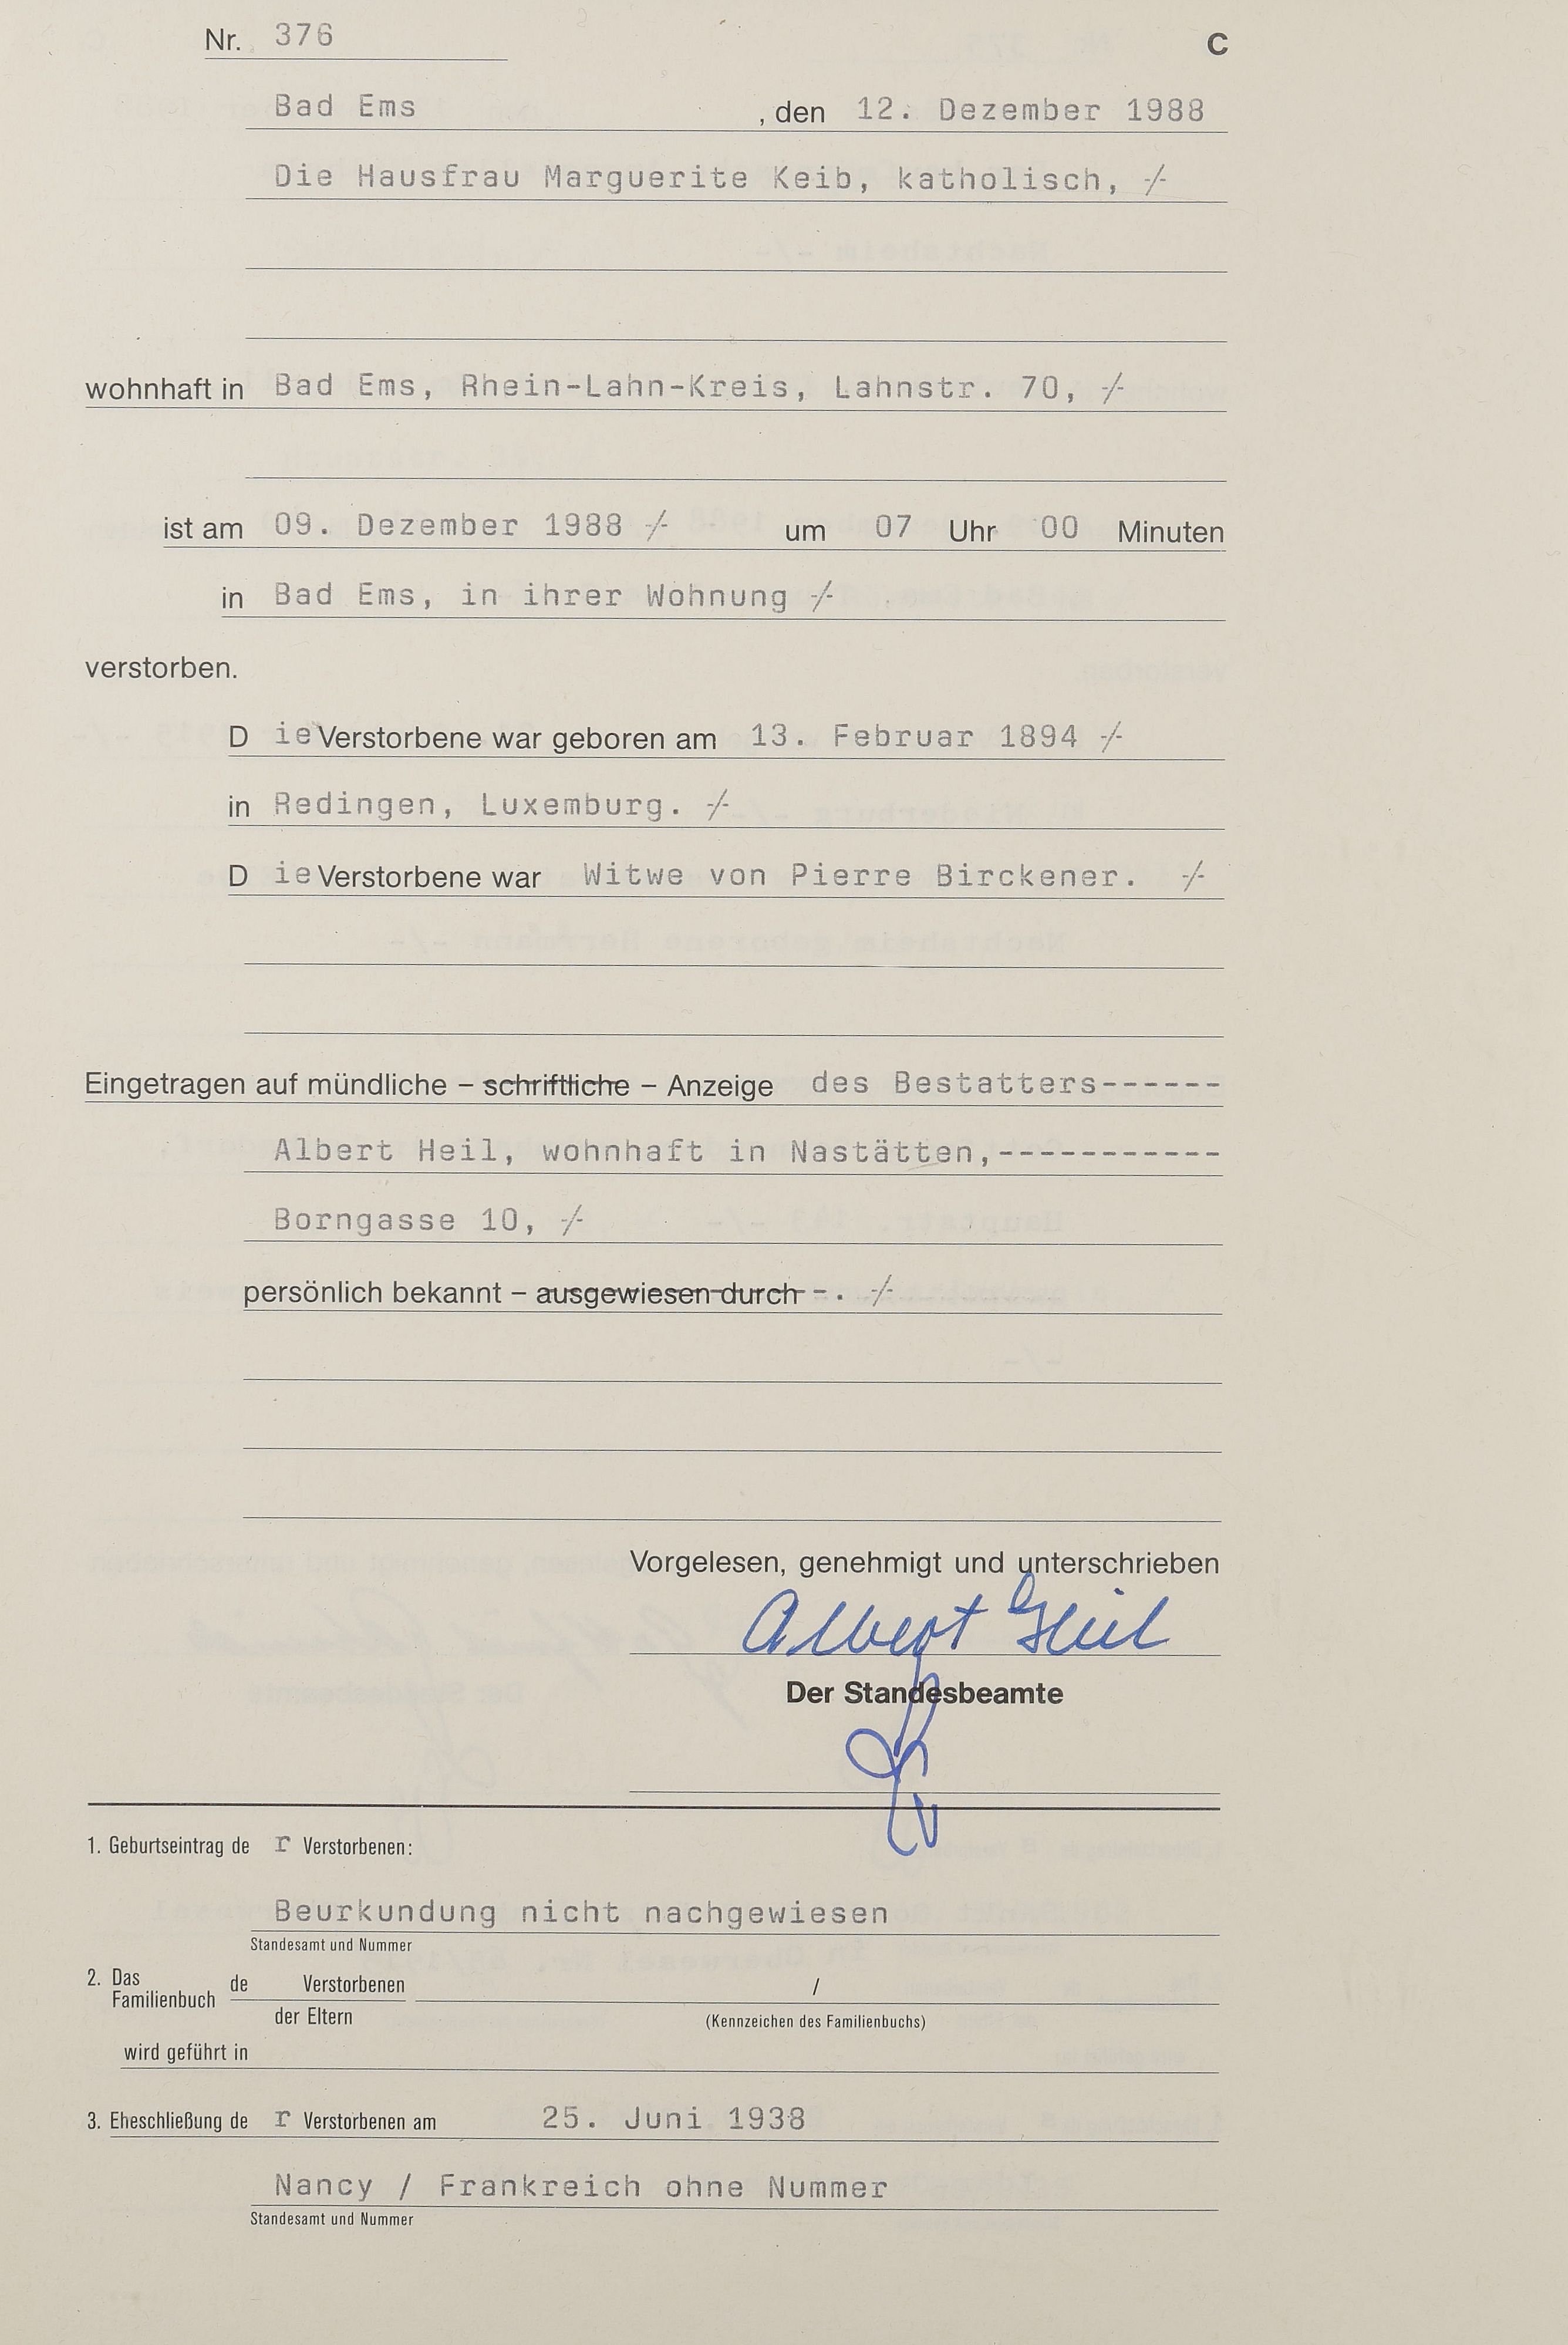 Nr. 376 C
Bad Ems , den 12. Dezember 1988
Die Hausfrau Marguerite Keib, katholisch, -/-
wohnhaft in Bad Ems, Rhein-Lahn-Kreis, Lahnstr. 70, -/-
ist am 09. Dezember 1988 -/- um 07 Uhr 00 Minuten
in Bad Ems, in ihrer Wohnung -/-
verstorben.
D ie Verstorbene war geboren am 13. Februar 1894 -/-
in Redingen, Luxemburg. -/-
D ie Verstorbene war Witwe von Pierre Birckener. -/-
Eingetragen auf mündliche – schriftliche – Anzeige des Bestatters------
Albert Heil, wohnhaft in Nastätten,-----------
Borngasse 10, -/-
persönlich bekannt – ausgewiesen durch - . -/-
Vorgelesen, genehmigt und unterschrieben
Albert Heil
Der Standesbeamte
1. Geburtseintrag de r Verstorbenen:
Beurkundung nicht nachgewiesen
Standesamt und Nummer
2. Das Familienbuch de Verstorbenen /
der Eltern (Kennzeichen des Familienbuchs)
wird geführt in
3. Eheschließung de r Verstorbenen am 25. Juni 1938
Nancy / Frankreich ohne Nummer
Standesamt und Nummer